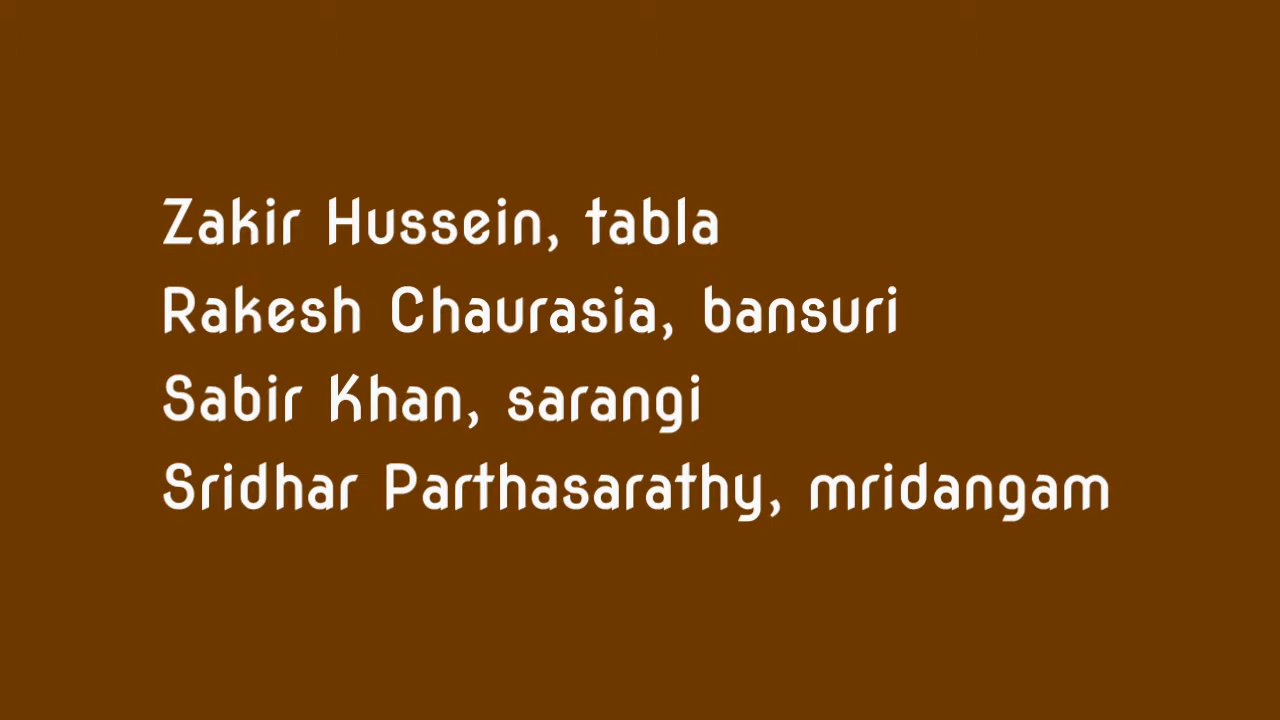 Zakir Hussein, tabla
Rakesh Chaurasia, bansuri
Sabir Khan, sarangi
Sridhar Parthasarathy, mridangam